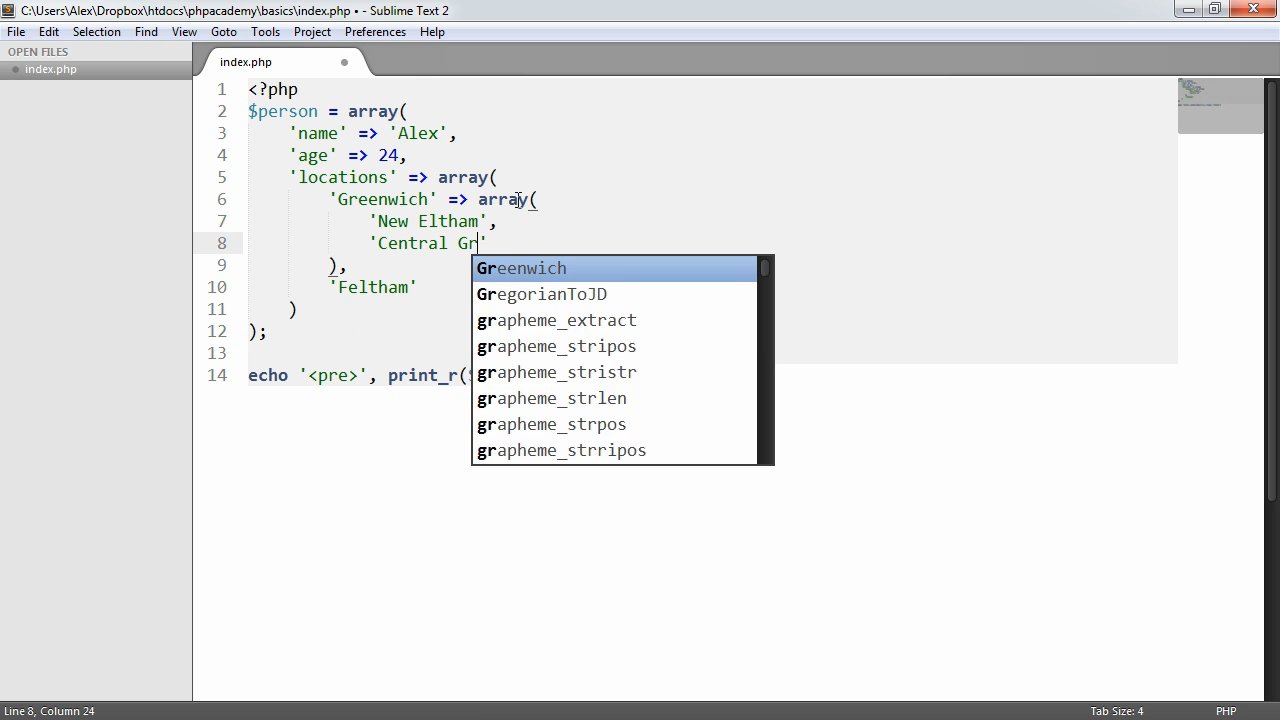 C:\Users\Alex\Dropbox\htdocs\phpacademy\basics\index.php • - Sublime Text 2
File Edit Selection Find View Goto Tools Project Preferences Help
OPEN FILES
index.php
index.php
1 <?php
2 $person = array(
3 'name' => 'Alex',
4 'age' => 24,
5 'locations' => array(
6 'Greenwich' => array(
7 'New Eltham',
8 'Central Gr'
9 ),
10 'Feltham'
11 )
12 );
13
14 echo '<pre>', print_r(
Greenwich
GregorianToJD
grapheme_extract
grapheme_stripos
grapheme_stristr
grapheme_strlen
grapheme_strpos
grapheme_strripos
Line 8, Column 24
Tab Size: 4
PHP